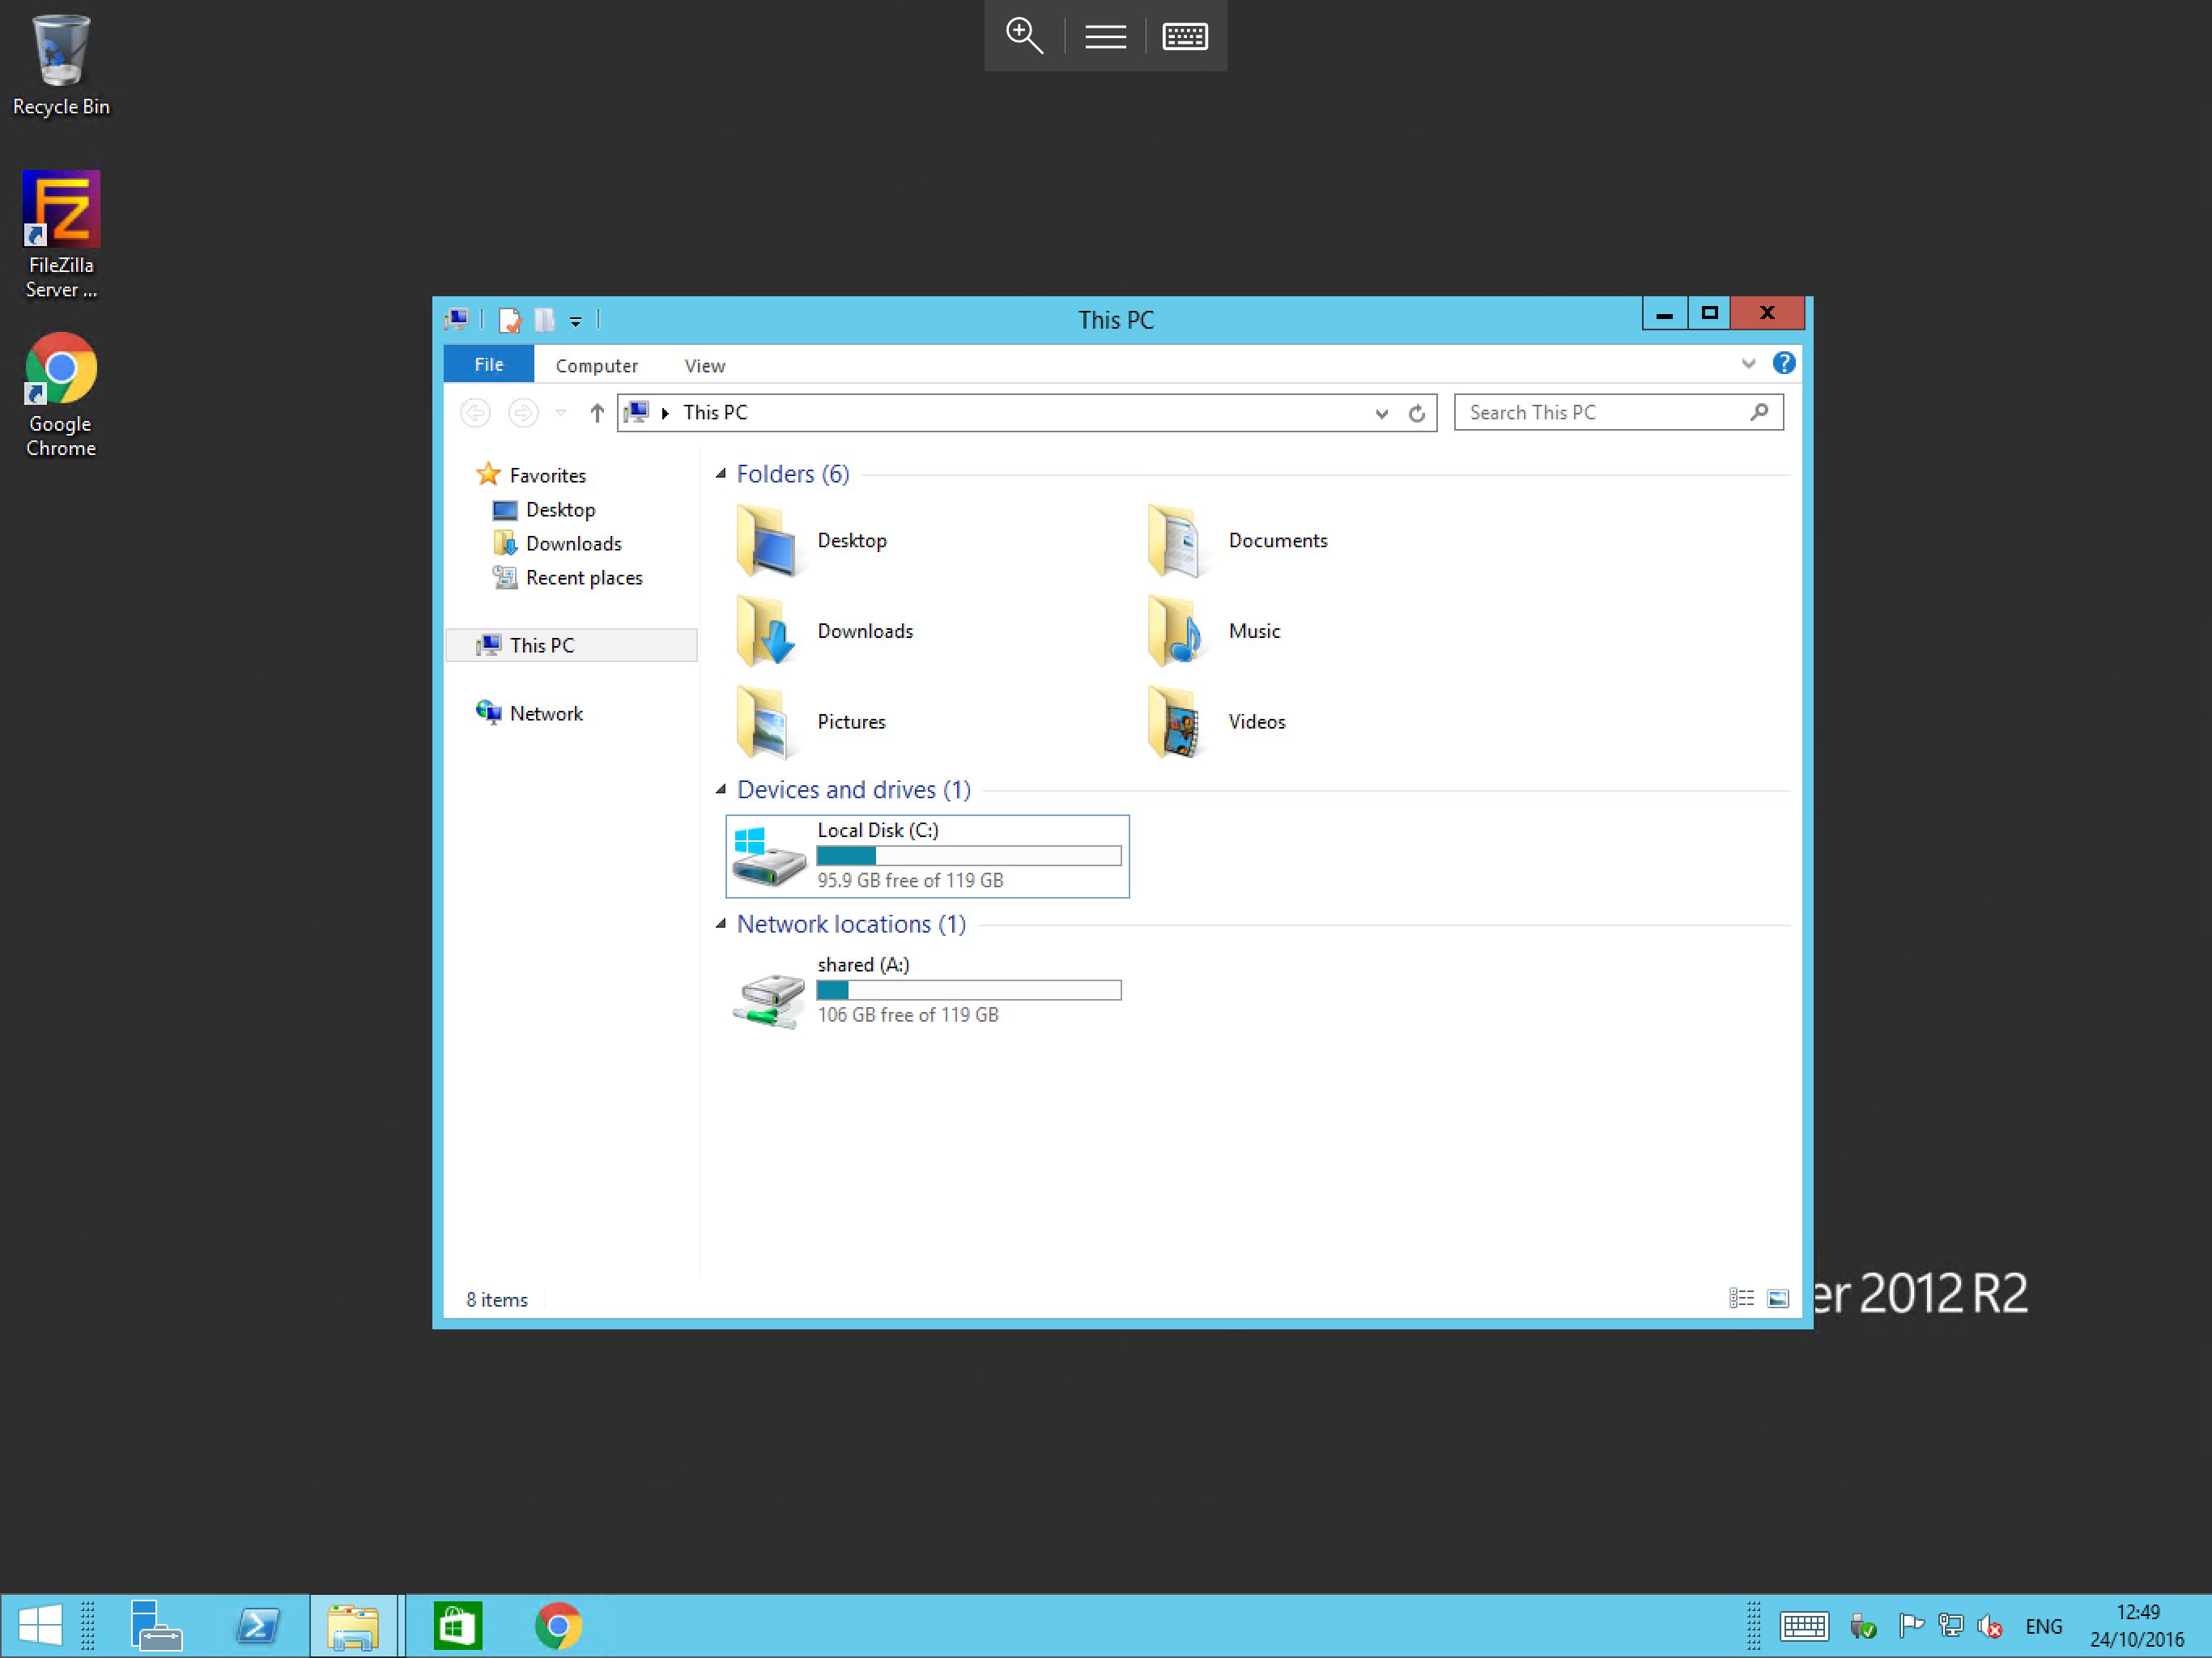 Recycle Bin
FileZilla
Server ...
Google
Chrome
This PC
File
Computer
View
This PC
Search This PC
Favorites
Desktop
Downloads
Recent places
This PC
Network
Folders (6)
Desktop
Documents
Downloads
Music
Pictures
Videos
Devices and drives (1)
Local Disk (C:)
95.9 GB free of 119 GB
Network locations (1)
shared (A:)
106 GB free of 119 GB
8 items
er 2012 R2
ENG
12:49
24/10/2016